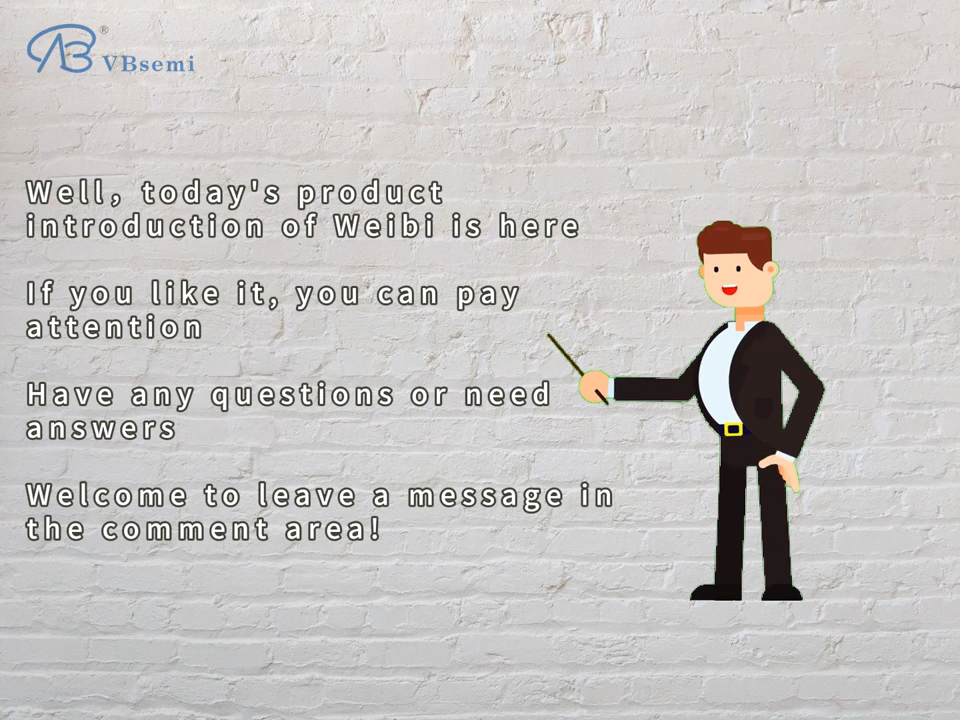 VBsemi
®
Well, today's product
introduction of Weibi is here
If you like it, you can pay
attention
Have any questions or need
answers
Welcome to leave a message in
the comment area!